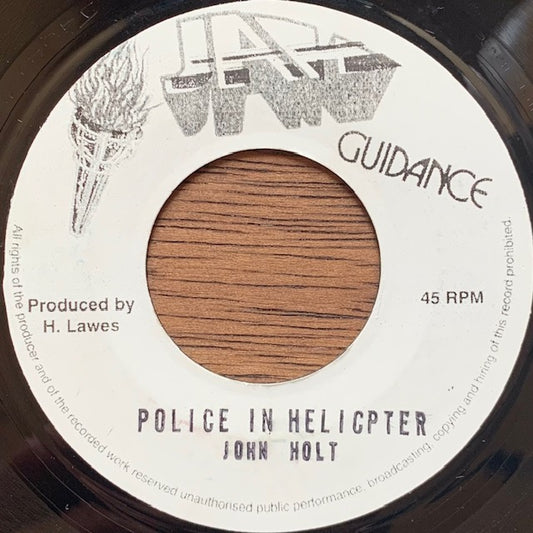 JAH
GUIDANCE
Produced by
H. Lawes
45 RPM
POLICE IN HELICPTER
JOHN HOLT
All rights of the producer and of the recorded work reserved unauthorised public performance, broadcasting, copying and hiring of this record prohibited.